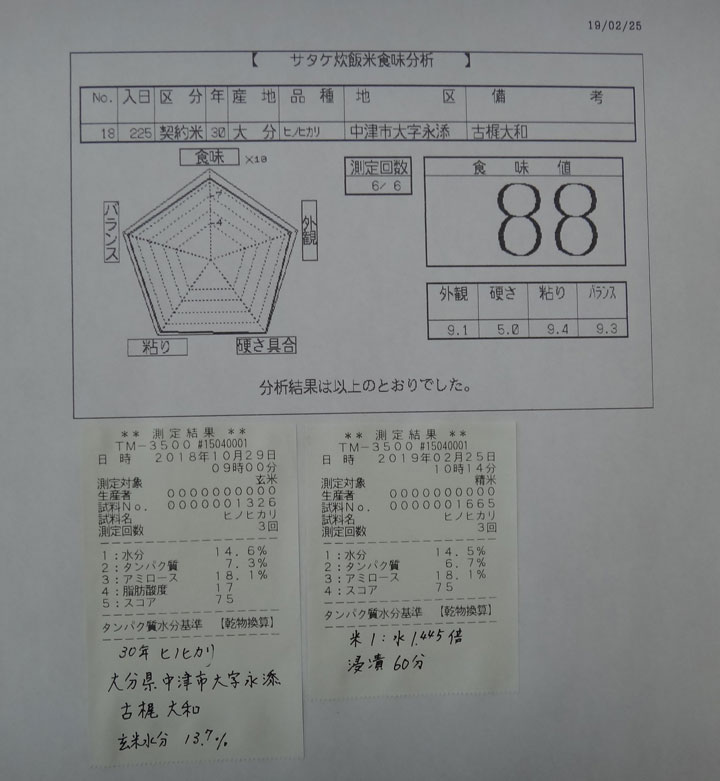 19/02/25
【 サタケ炊飯米食味分析 】
No. 入日 区 分 年 産 地 品 種 地 区 備 考
18 225 契約米 30 大 分 ヒノヒカリ 中津市大字永添 古梶大和
食味 ×10
測定回数
6/ 6
食 味 値
88
7
4
バランス
外観
粘り
硬さ具合
外観 硬さ 粘り バランス
9.1 5.0 9.4 9.3
分析結果は以上のとおりでした。
** 測 定 結 果 **
TM-3500 #15040001
日 時 2018年10月29日
09時00分
測定対象 玄米
生産者 0000000000
試料No. 0000001326
試料名 ヒノヒカリ
測定回数 3回
1:水分 14.6%
2:タンパク質 7.3%
3:アミロース 18.1%
4:脂肪酸度 17
5:スコア 75
タンパク質水分基準 【乾物換算】
30年 ヒノヒカリ
大分県中津市大字永添
古梶 大和
玄米水分 13.7%
** 測 定 結 果 **
TM-3500 #15040001
日 時 2019年02月25日
10時14分
測定対象 精米
生産者 0000000000
試料No. 0000001665
試料名 ヒノヒカリ
測定回数 3回
1:水分 14.5%
2:タンパク質 6.7%
3:アミロース 18.1%
4:スコア 75
タンパク質水分基準 【乾物換算】
米1:水1.445倍
浸漬 60分